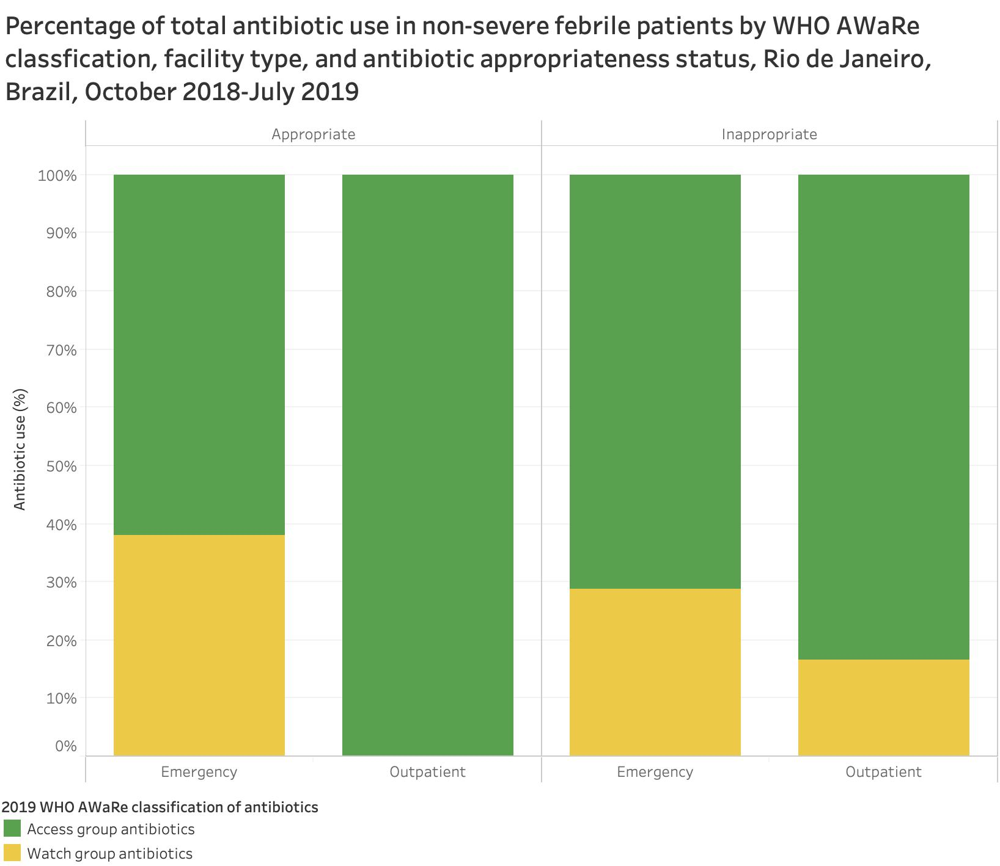 Percentage of total antibiotic use in non-severe febrile patients by WHO AWaRe
classfication, facility type, and antibiotic appropriateness status, Rio de Janeiro,
Brazil, October 2018-July 2019
Appropriate
Inappropriate
100%
90%
80%
70%
60%
50%
40%
30%
20%
10%
0%
Antibiotic use (%)
Emergency
Outpatient
Emergency
Outpatient
2019 WHO AWaRe classification of antibiotics
Access group antibiotics
Watch group antibiotics